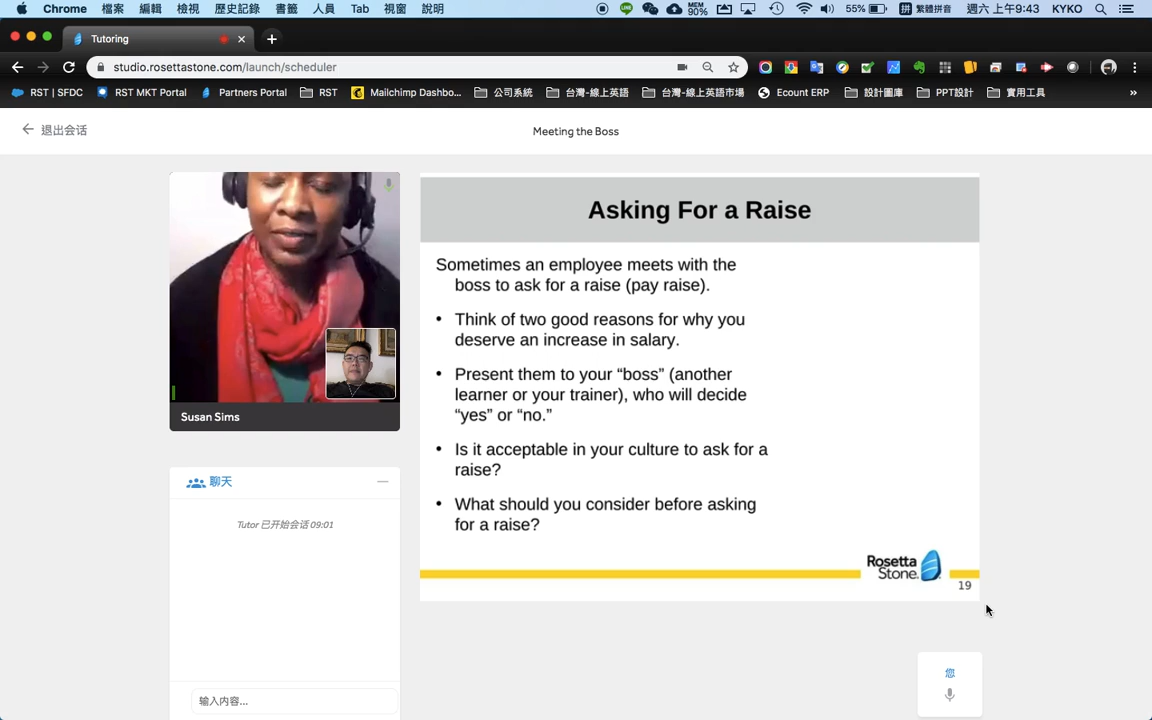 Chrome 檔案 編輯 檢視 歷史記錄 書籤 人員 Tab 視窗 說明 MEM 90% 55% 拼 繁體拼音 週六 上午9:43 KYKO
Tutoring
studio.rosettastone.com/launch/scheduler
RST | SFDC RST MKT Portal Partners Portal RST Mailchimp Dashbo... 公司系統 台灣-線上英語 台灣-線上英語市場 Ecount ERP 設計圖庫 PPT設計 實用工具 »
退出会话
Meeting the Boss
Asking For a Raise
Sometimes an employee meets with the
boss to ask for a raise (pay raise).
• Think of two good reasons for why you
deserve an increase in salary.
• Present them to your “boss” (another
learner or your trainer), who will decide
“yes” or “no.”
• Is it acceptable in your culture to ask for a
raise?
• What should you consider before asking
for a raise?
Rosetta
Stone
19
Susan Sims
聊天
Tutor 已开始会话 09:01
输入内容...
您